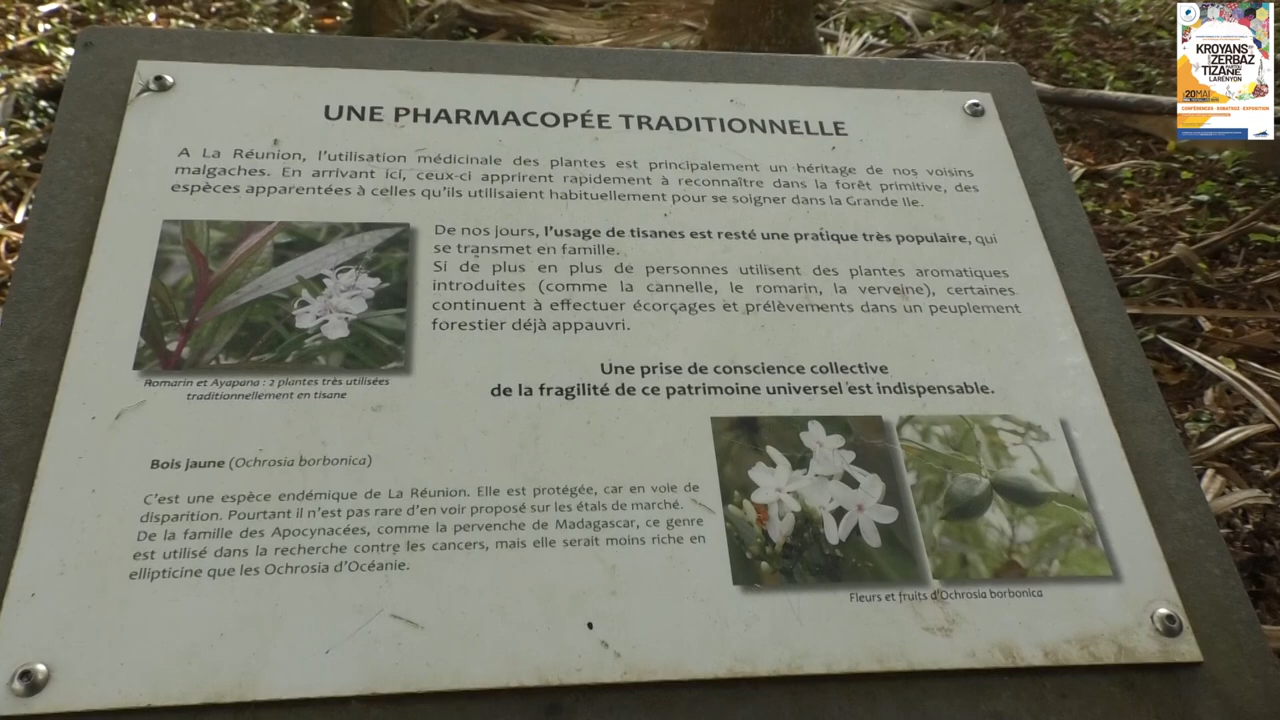 UNE PHARMACOPÉE TRADITIONNELLE
A La Réunion, l'utilisation médicinale des plantes est principalement un héritage de nos voisins
malgaches. En arrivant ici, ceux-ci apprirent rapidement à reconnaître dans la forêt primitive, des
espèces apparentées à celles qu'ils utilisaient habituellement pour se soigner dans la Grande Ile.
De nos jours, l'usage de tisanes est resté une pratique très populaire, qui
se transmet en famille.
Si de plus en plus de personnes utilisent des plantes aromatiques
introduites (comme la cannelle, le romarin, la verveine), certaines
continuent à effectuer écorçages et prélèvements dans un peuplement
forestier déjà appauvri.
Romarin et Ayapana : 2 plantes très utilisées
traditionnellement en tisane
Une prise de conscience collective
de la fragilité de ce patrimoine universel est indispensable.
Bois jaune (Ochrosia borbonica)
C'est une espèce endémique de La Réunion. Elle est protégée, car en voie de
disparition. Pourtant il n'est pas rare d'en voir proposé sur les étals de marché.
De la famille des Apocynacées, comme la pervenche de Madagascar, ce genre
est utilisé dans la recherche contre les cancers, mais elle serait moins riche en
ellipticine que les Ochrosia d'Océanie.
Fleurs et fruits d'Ochrosia borbonica
KROYANS
ZERBAZ
TIZANE
LARÉNYON
20 MAI
CONFÉRENCES - KONATROZ - EXPOSITION